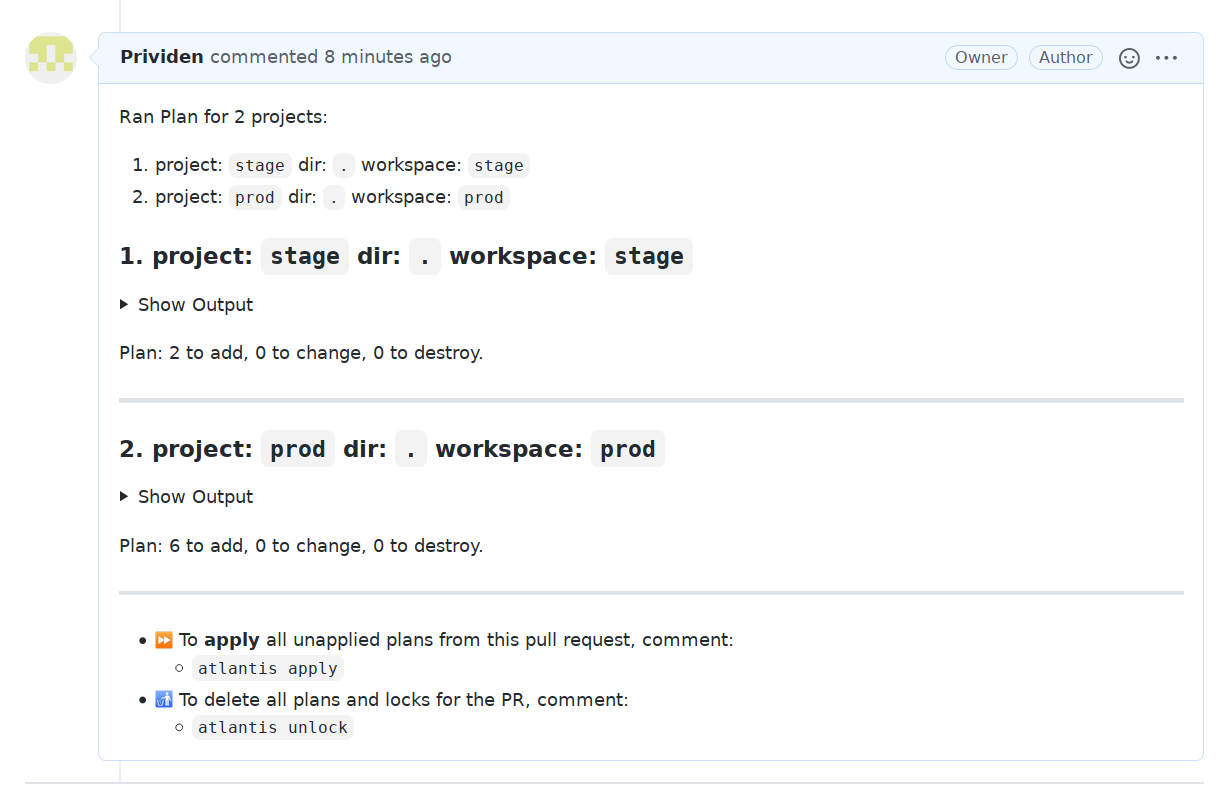 Prividen commented 8 minutes ago Owner Author
Ran Plan for 2 projects:
1. project: stage dir: . workspace: stage
2. project: prod dir: . workspace: prod
1. project: stage dir: . workspace: stage
Show Output
Plan: 2 to add, 0 to change, 0 to destroy.
2. project: prod dir: . workspace: prod
Show Output
Plan: 6 to add, 0 to change, 0 to destroy.
To apply all unapplied plans from this pull request, comment:
atlantis apply
To delete all plans and locks for the PR, comment:
atlantis unlock